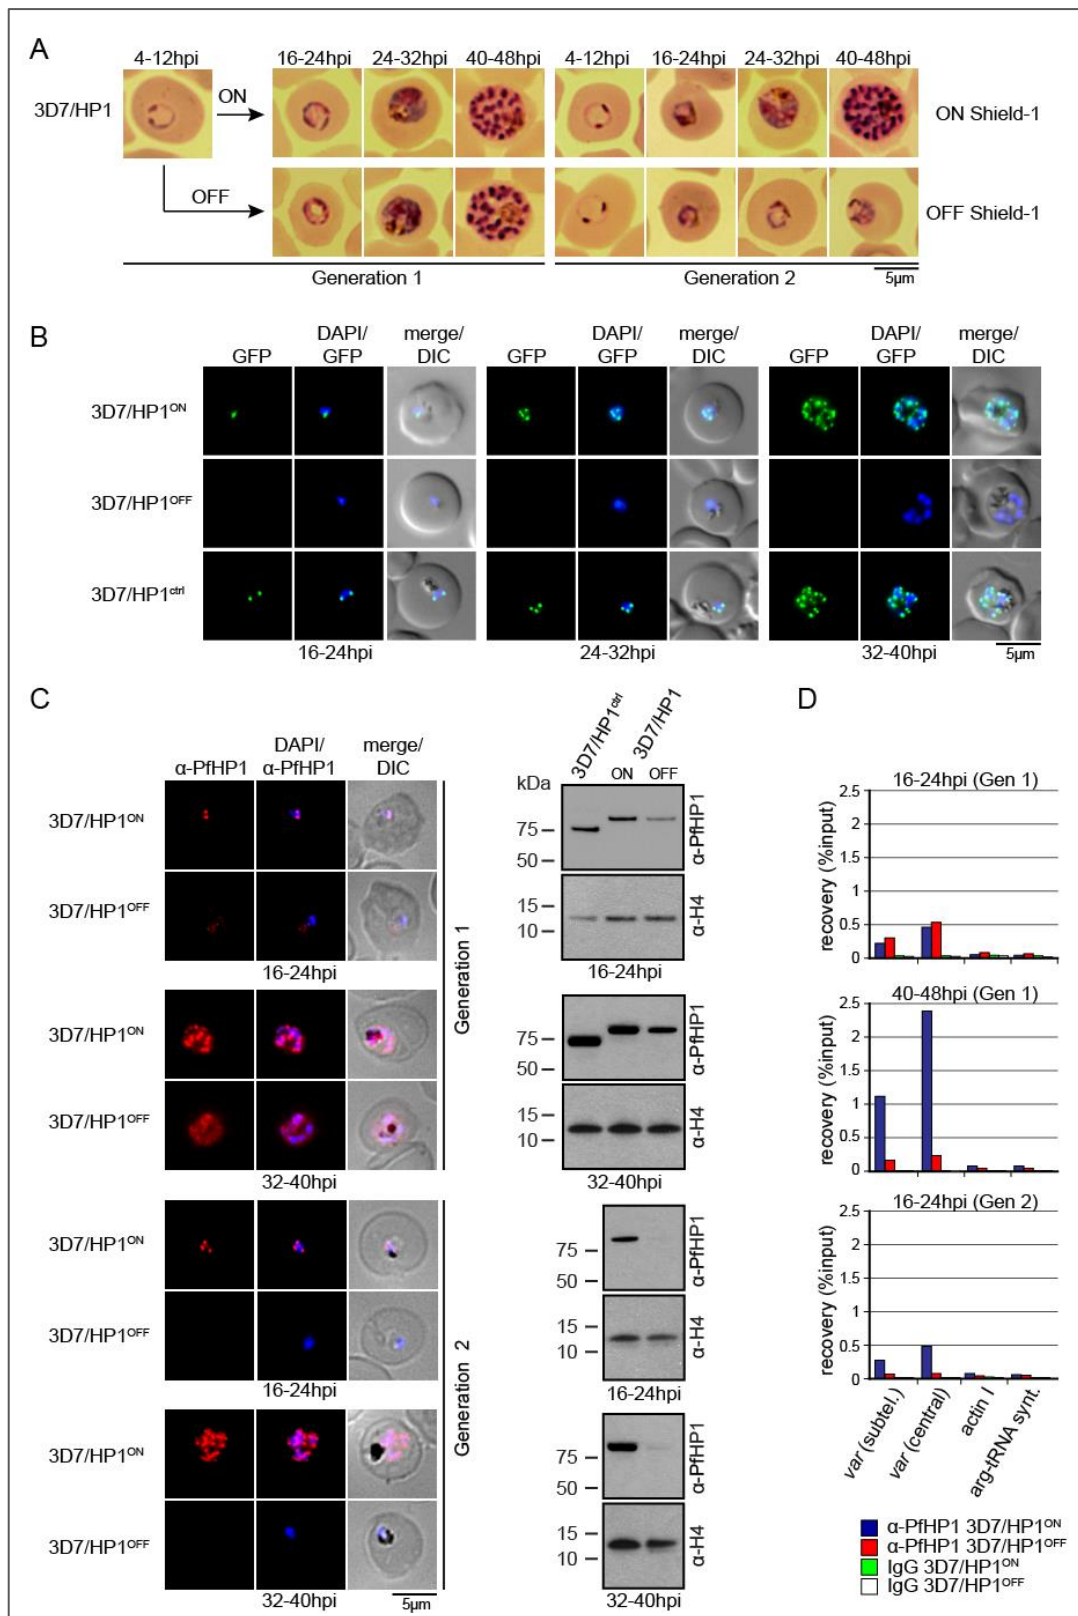 A
4-12hpi 16-24hpi 24-32hpi 40-48hpi 4-12hpi 16-24hpi 24-32hpi 40-48hpi
3D7/HP1 ON ON Shield-1
OFF OFF Shield-1
Generation 1 Generation 2 5µm
B
GFP DAPI/GFP merge/DIC GFP DAPI/GFP merge/DIC GFP DAPI/GFP merge/DIC
3D7/HP1ON
3D7/HP1OFF
3D7/HP1ctrl
16-24hpi 24-32hpi 32-40hpi 5µm
C
α-PfHP1 DAPI/α-PfHP1 merge/DIC
3D7/HP1ON
3D7/HP1OFF
16-24hpi
3D7/HP1ON
3D7/HP1OFF
32-40hpi
Generation 1
3D7/HP1ON
3D7/HP1OFF
16-24hpi
3D7/HP1ON
3D7/HP1OFF
32-40hpi 5µm
Generation 2
3D7/HP1ctrl 3D7/HP1
kDa ON OFF
75
50
α-PfHP1
15
10
α-H4
16-24hpi
75
50
α-PfHP1
15
10
α-H4
32-40hpi
75
50
α-PfHP1
15
10
α-H4
16-24hpi
75
50
α-PfHP1
15
10
α-H4
32-40hpi
D
16-24hpi (Gen 1)
recovery (%input)
2.5
2
1.5
1
0.5
0
40-48hpi (Gen 1)
recovery (%input)
2.5
2
1.5
1
0.5
0
16-24hpi (Gen 2)
recovery (%input)
2.5
2
1.5
1
0.5
0
var (subtel.) var (central) actin I arg-tRNA synt.
α-PfHP1 3D7/HP1ON
α-PfHP1 3D7/HP1OFF
IgG 3D7/HP1ON
IgG 3D7/HP1OFF